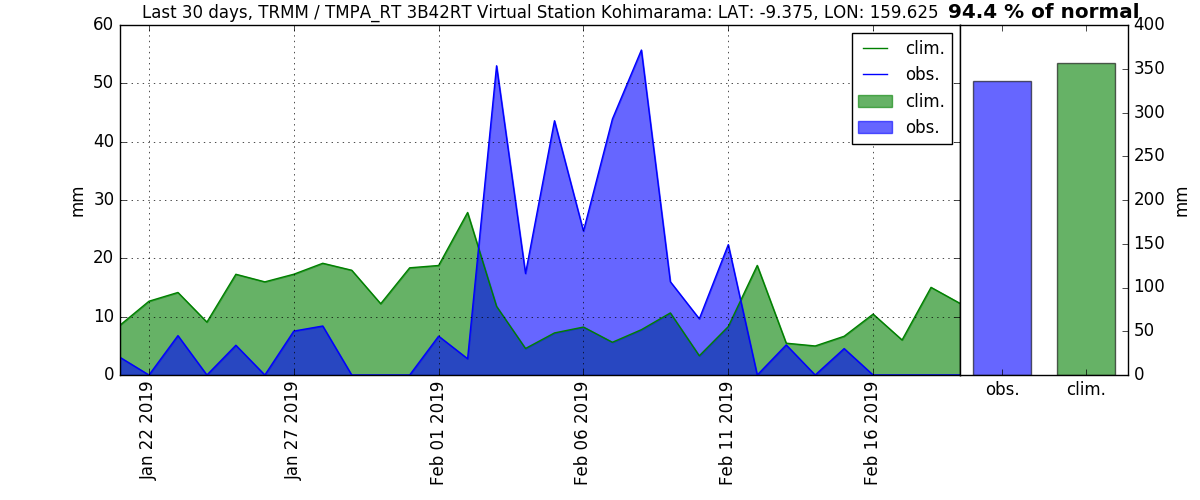 Last 30 days, TRMM / TMPA_RT 3B42RT Virtual Station Kohimarama: LAT: -9.375, LON: 159.625
94.4 % of normal
60
50
40
30
20
10
0
mm
clim.
obs.
clim.
obs.
Jan 22 2019
Jan 27 2019
Feb 01 2019
Feb 06 2019
Feb 11 2019
Feb 16 2019
400
350
300
250
200
150
100
50
0
mm
obs.
clim.